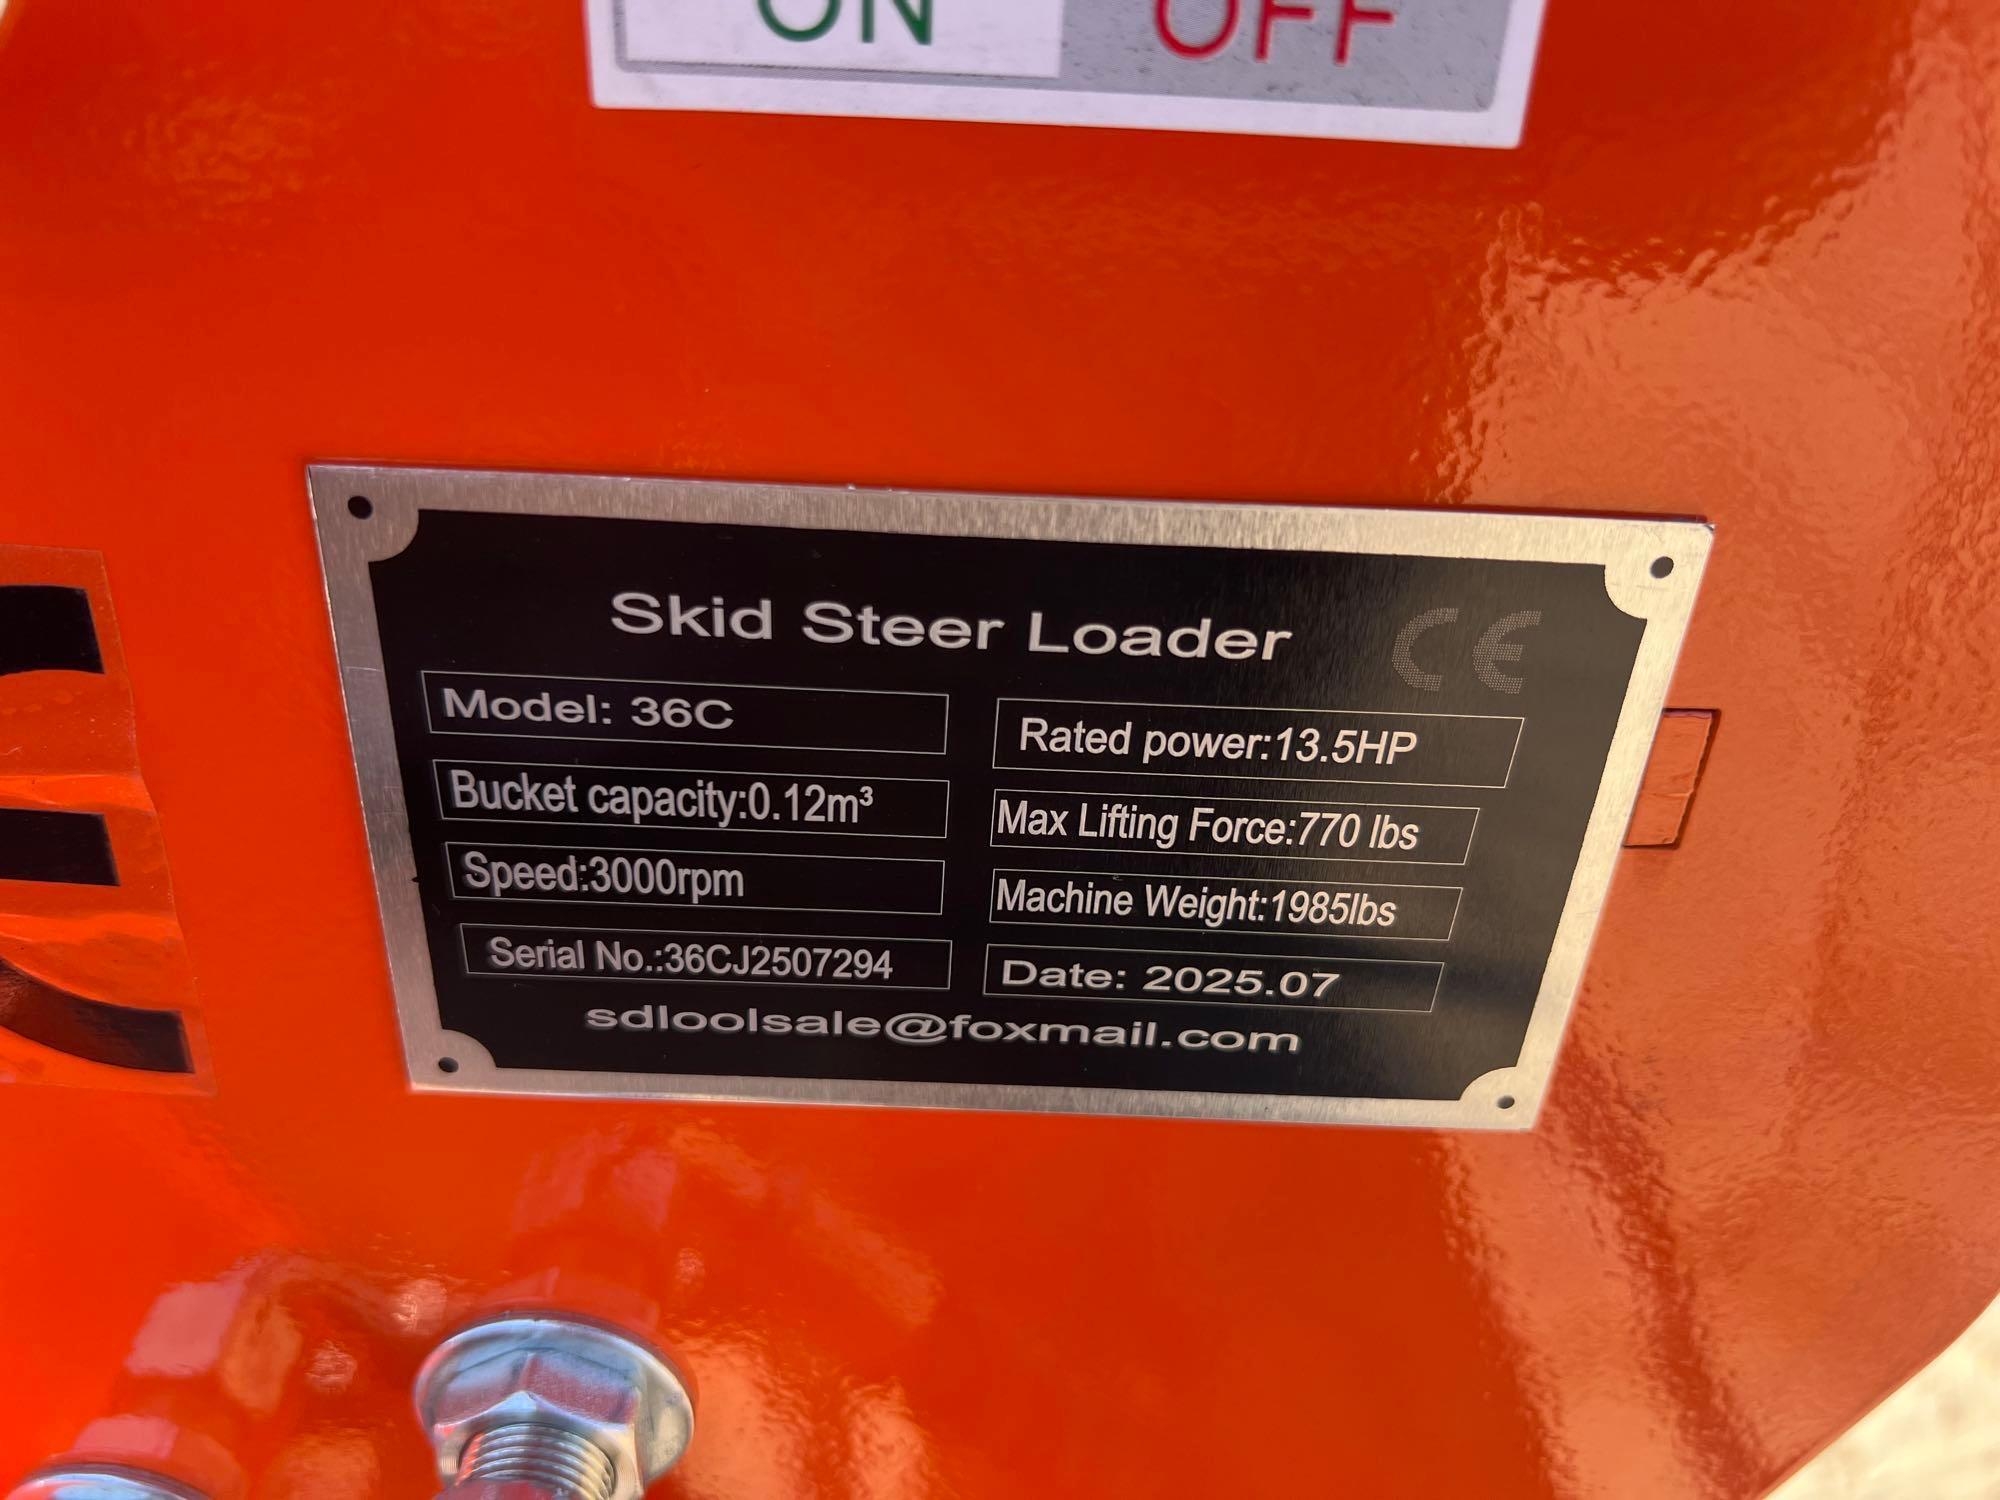 ON OFF
Skid Steer Loader CE
Model: 36C
Rated power:13.5HP
Bucket capacity:0.12m³
Max Lifting Force:770 lbs
Speed:3000rpm
Machine Weight:1985lbs
Serial No.:36CJ2507294
Date: 2025.07
sdloolsale@foxmail.com